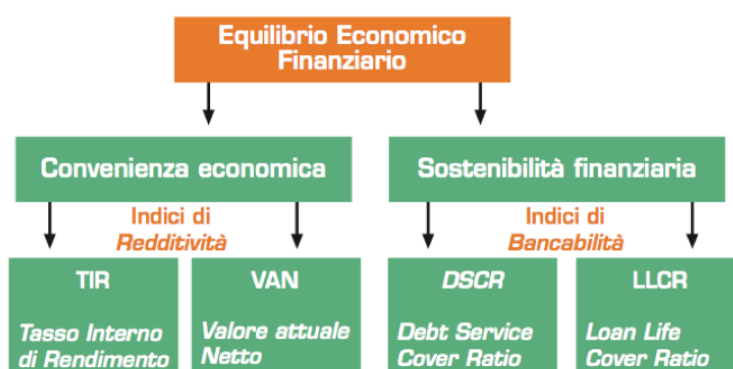 Equilibrio Economico
Finanziario
Convenienza economica
Sostenibilità finanziaria
Indici di
Redditività
Indici di
Bancabilità
TIR
Tasso Interno
di Rendimento
VAN
Valore attuale
Netto
DSCR
Debt Service
Cover Ratio
LLCR
Loan Life
Cover Ratio